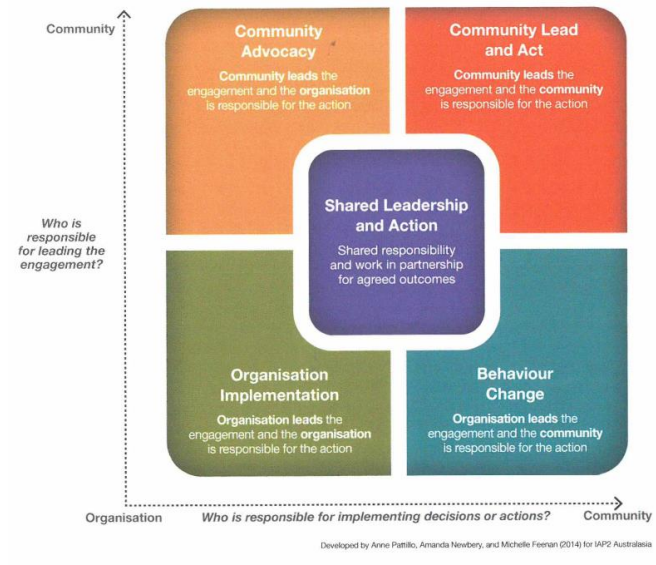 Community
Community
Advocacy
Community leads the
engagement and the organisation
is responsible for the action
Community Lead
and Act
Community leads the
engagement and the community
is responsible for the action
Who is
responsible
for leading the
engagement?
Shared Leadership
and Action
Shared responsibility
and work in partnership
for agreed outcomes
Organisation
Implementation
Organisation leads the
engagement and the organisation
is responsible for the action
Behaviour
Change
Organisation leads the
engagement and the community
is responsible for the action
Organisation
Who is responsible for implementing decisions or actions?
Community
Developed by Anne Pattillo, Amanda Newbery, and Michelle Feenan (2014) for IAP2 Australasia